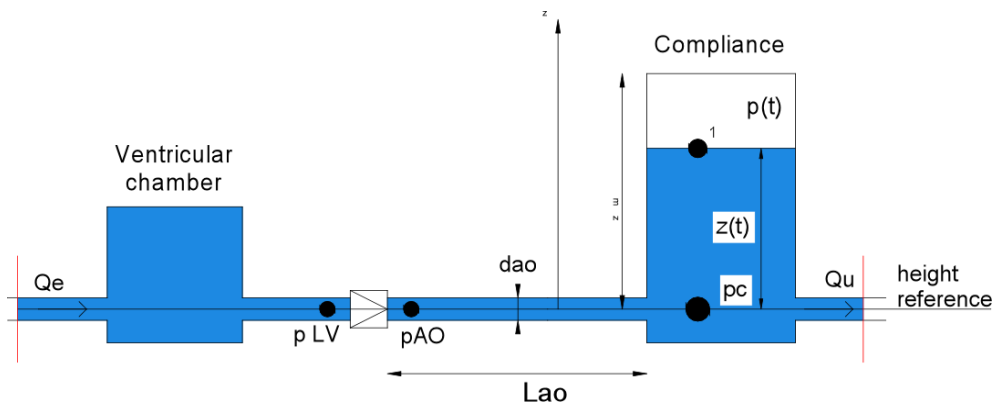 z
Compliance
p(t)
1
Ventricular
chamber
z m
z(t)
Qe
dao
pc
Qu
height
reference
p LV
pAO
Lao